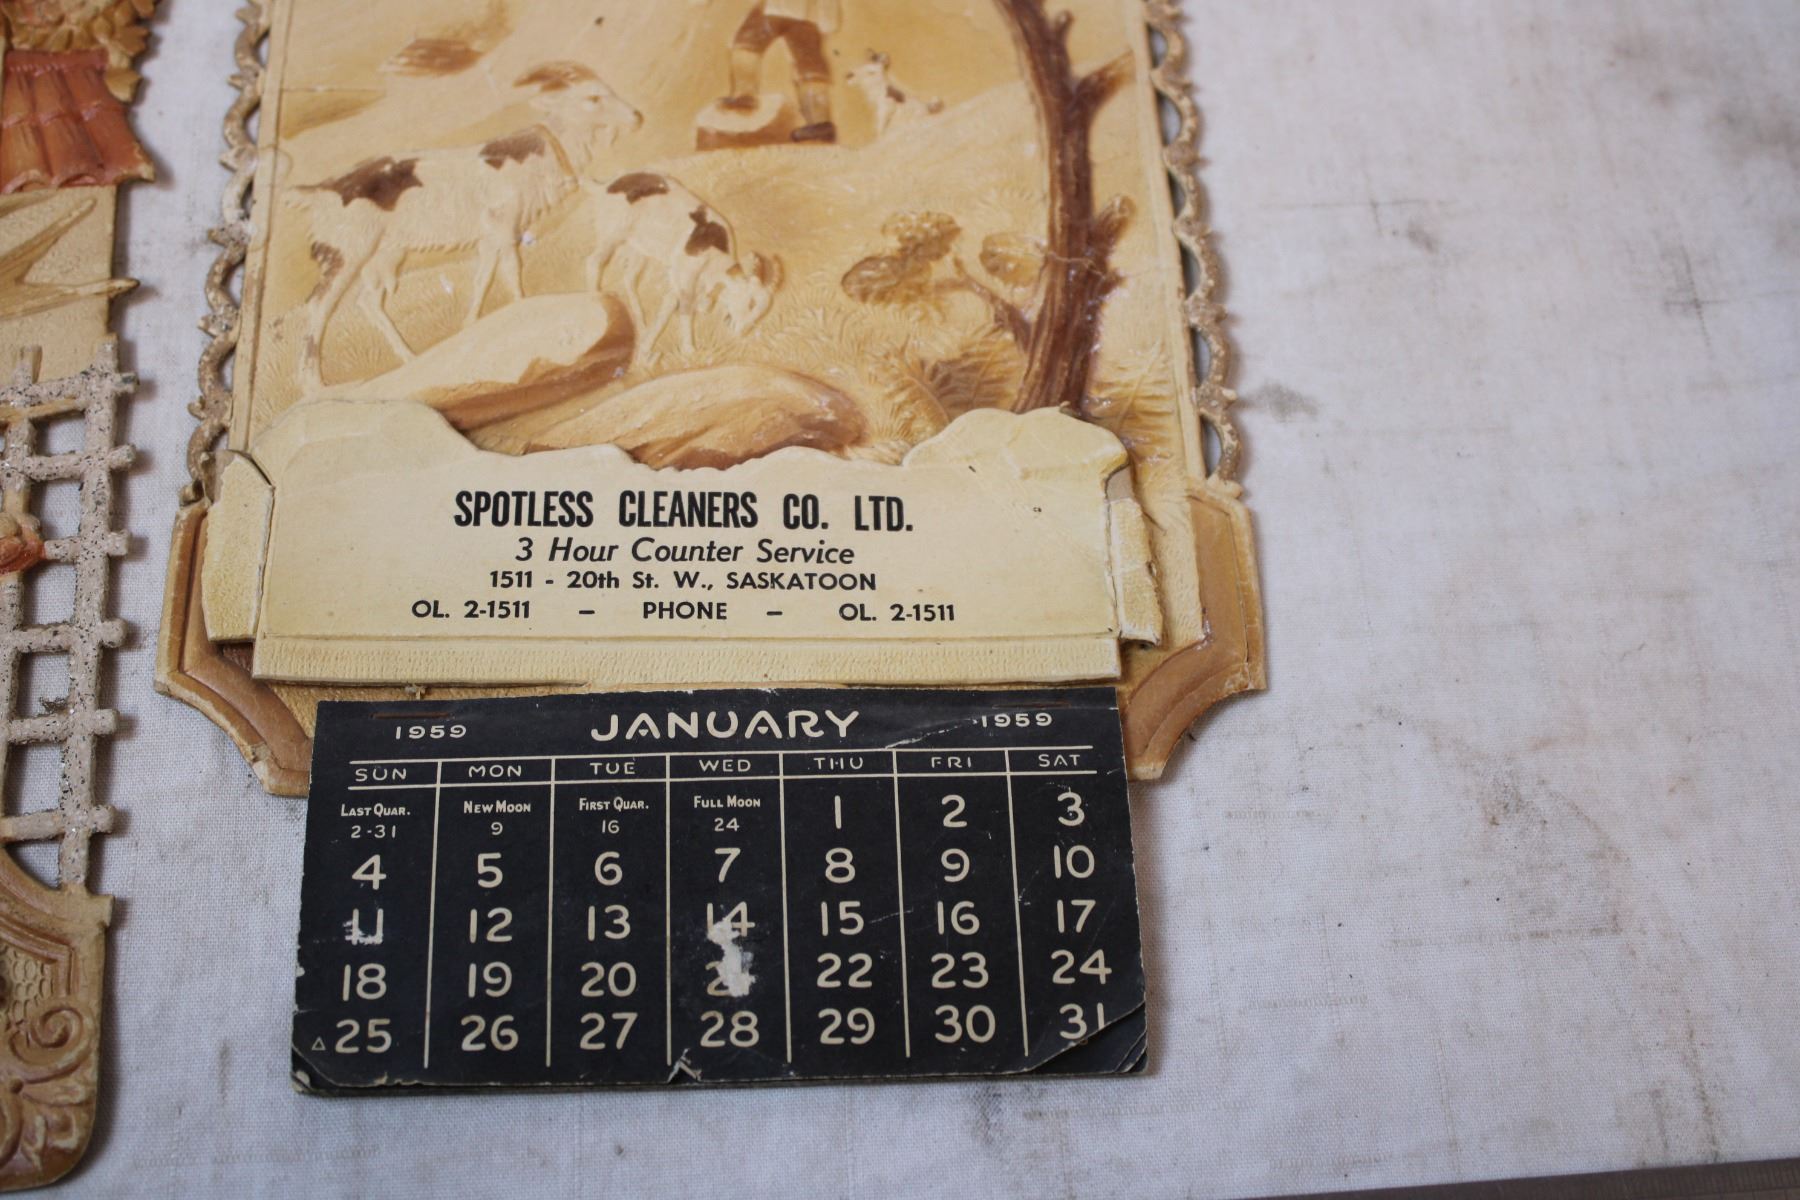 SPOTLESS CLEANERS CO. LTD.
3 Hour Counter Service
1511 - 20th St. W., SASKATOON
OL. 2-1511 - PHONE - OL. 2-1511
1959 JANUARY 1959
SUN MON TUE WED THU FRI SAT
LAST QUAR. 2-31 NEW MOON 9 FIRST QUAR. 16 FULL MOON 24 1 2 3
4 5 6 7 8 9 10
11 12 13 14 15 16 17
18 19 20 21 22 23 24
25 26 27 28 29 30 31